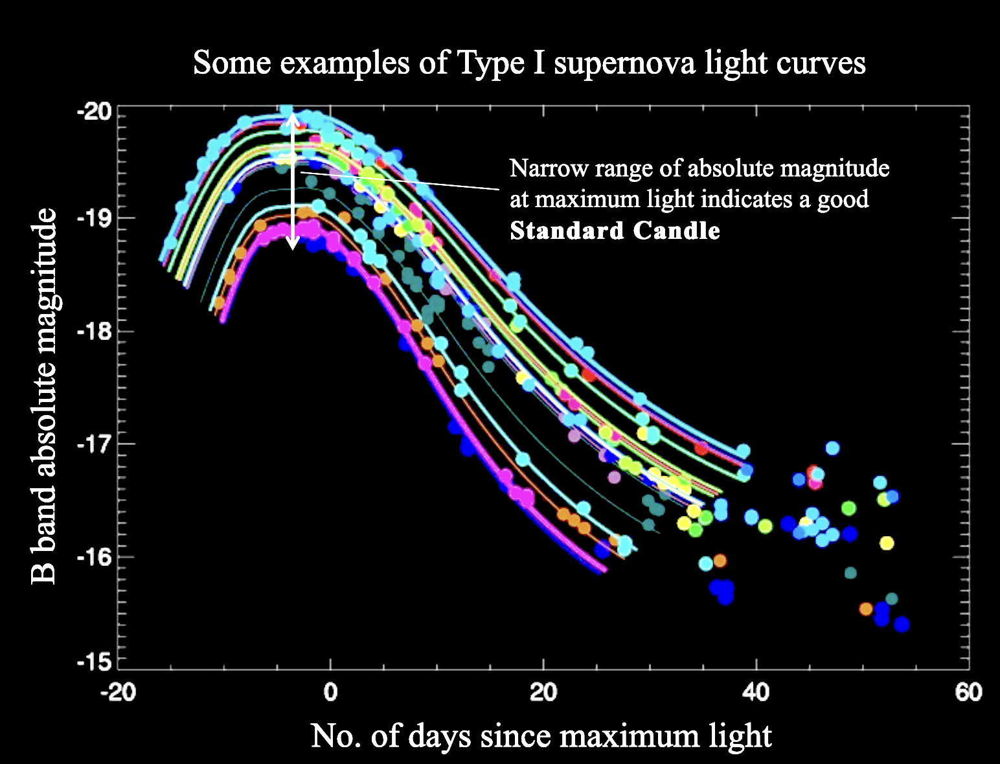 Some examples of Type I supernova light curves
-20
-19
-18
-17
-16
-15
B band absolute magnitude
Narrow range of absolute magnitude
at maximum light indicates a good
Standard Candle
-20 0 20 40 60
No. of days since maximum light